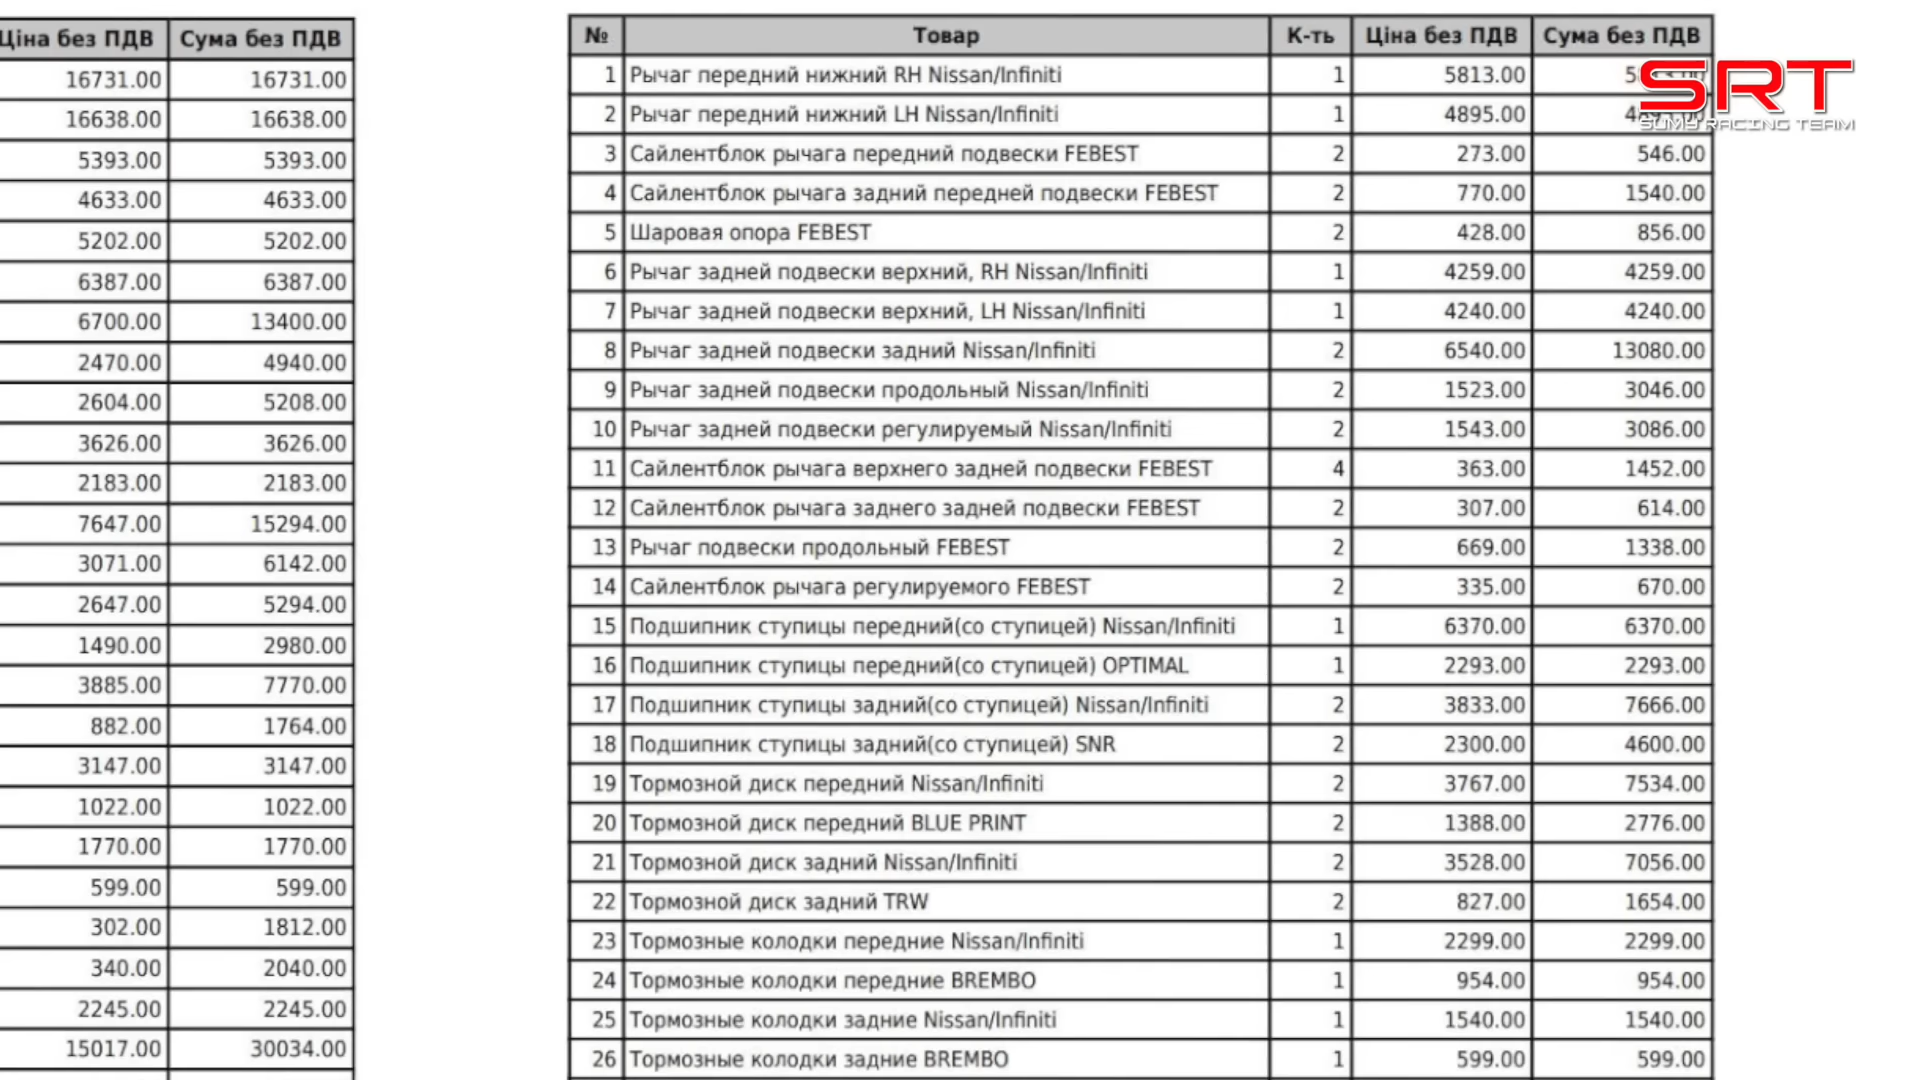 Ціна без ПДВ Сума без ПДВ
16731.00 16731.00
16638.00 16638.00
5393.00 5393.00
4633.00 4633.00
5202.00 5202.00
6387.00 6387.00
6700.00 13400.00
2470.00 4940.00
2604.00 5208.00
3626.00 3626.00
2183.00 2183.00
7647.00 15294.00
3071.00 6142.00
2647.00 5294.00
1490.00 2980.00
3885.00 7770.00
882.00 1764.00
3147.00 3147.00
1022.00 1022.00
1770.00 1770.00
599.00 599.00
302.00 1812.00
340.00 2040.00
2245.00 2245.00
15017.00 30034.00
№ Товар К-ть Ціна без ПДВ Сума без ПДВ
1 Рычаг передний нижний RH Nissan/Infiniti 1 5813.00
2 Рычаг передний нижний LH Nissan/Infiniti 1 4895.00
3 Сайлентблок рычага передний подвески FEBEST 2 273.00 546.00
4 Сайлентблок рычага задний передней подвески FEBEST 2 770.00 1540.00
5 Шаровая опора FEBEST 2 428.00 856.00
6 Рычаг задней подвески верхний, RH Nissan/Infiniti 1 4259.00 4259.00
7 Рычаг задней подвески верхний, LH Nissan/Infiniti 1 4240.00 4240.00
8 Рычаг задней подвески задний Nissan/Infiniti 2 6540.00 13080.00
9 Рычаг задней подвески продольный Nissan/Infiniti 2 1523.00 3046.00
10 Рычаг задней подвески регулируемый Nissan/Infiniti 2 1543.00 3086.00
11 Сайлентблок рычага верхнего задней подвески FEBEST 4 363.00 1452.00
12 Сайлентблок рычага заднего задней подвески FEBEST 2 307.00 614.00
13 Рычаг подвески продольный FEBEST 2 669.00 1338.00
14 Сайлентблок рычага регулируемого FEBEST 2 335.00 670.00
15 Подшипник ступицы передний(со ступицей) Nissan/Infiniti 1 6370.00 6370.00
16 Подшипник ступицы передний(со ступицей) OPTIMAL 1 2293.00 2293.00
17 Подшипник ступицы задний(со ступицей) Nissan/Infiniti 2 3833.00 7666.00
18 Подшипник ступицы задний(со ступицей) SNR 2 2300.00 4600.00
19 Тормозной диск передний Nissan/Infiniti 2 3767.00 7534.00
20 Тормозной диск передний BLUE PRINT 2 1388.00 2776.00
21 Тормозной диск задний Nissan/Infiniti 2 3528.00 7056.00
22 Тормозной диск задний TRW 2 827.00 1654.00
23 Тормозные колодки передние Nissan/Infiniti 1 2299.00 2299.00
24 Тормозные колодки передние BREMBO 1 954.00 954.00
25 Тормозные колодки задние Nissan/Infiniti 1 1540.00 1540.00
26 Тормозные колодки задние BREMBO 1 599.00 599.00
SRT
SUMY RACING TEAM